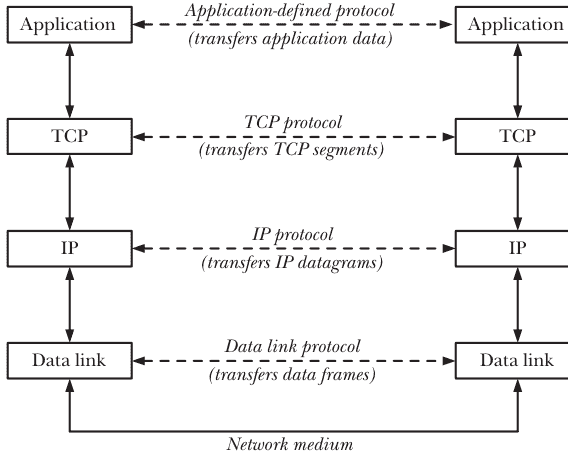 Application-defined protocol
Application
(transfers application data)
Application
TCP protocol
TCP
(transfers TCP segments)
TCP
IP protocol
IP
(transfers IP datagrams)
IP
Data link protocol
Data link
(transfers data frames)
Data link
Network medium